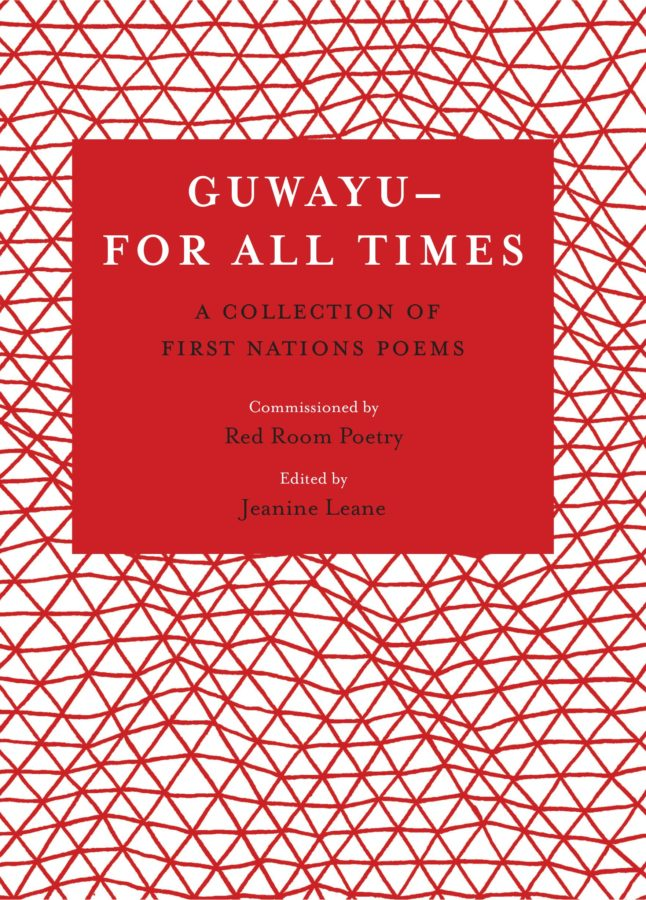 GUWAYU–
FOR ALL TIMES
A COLLECTION OF
FIRST NATIONS POEMS
Commissioned by
Red Room Poetry
Edited by
Jeanine Leane